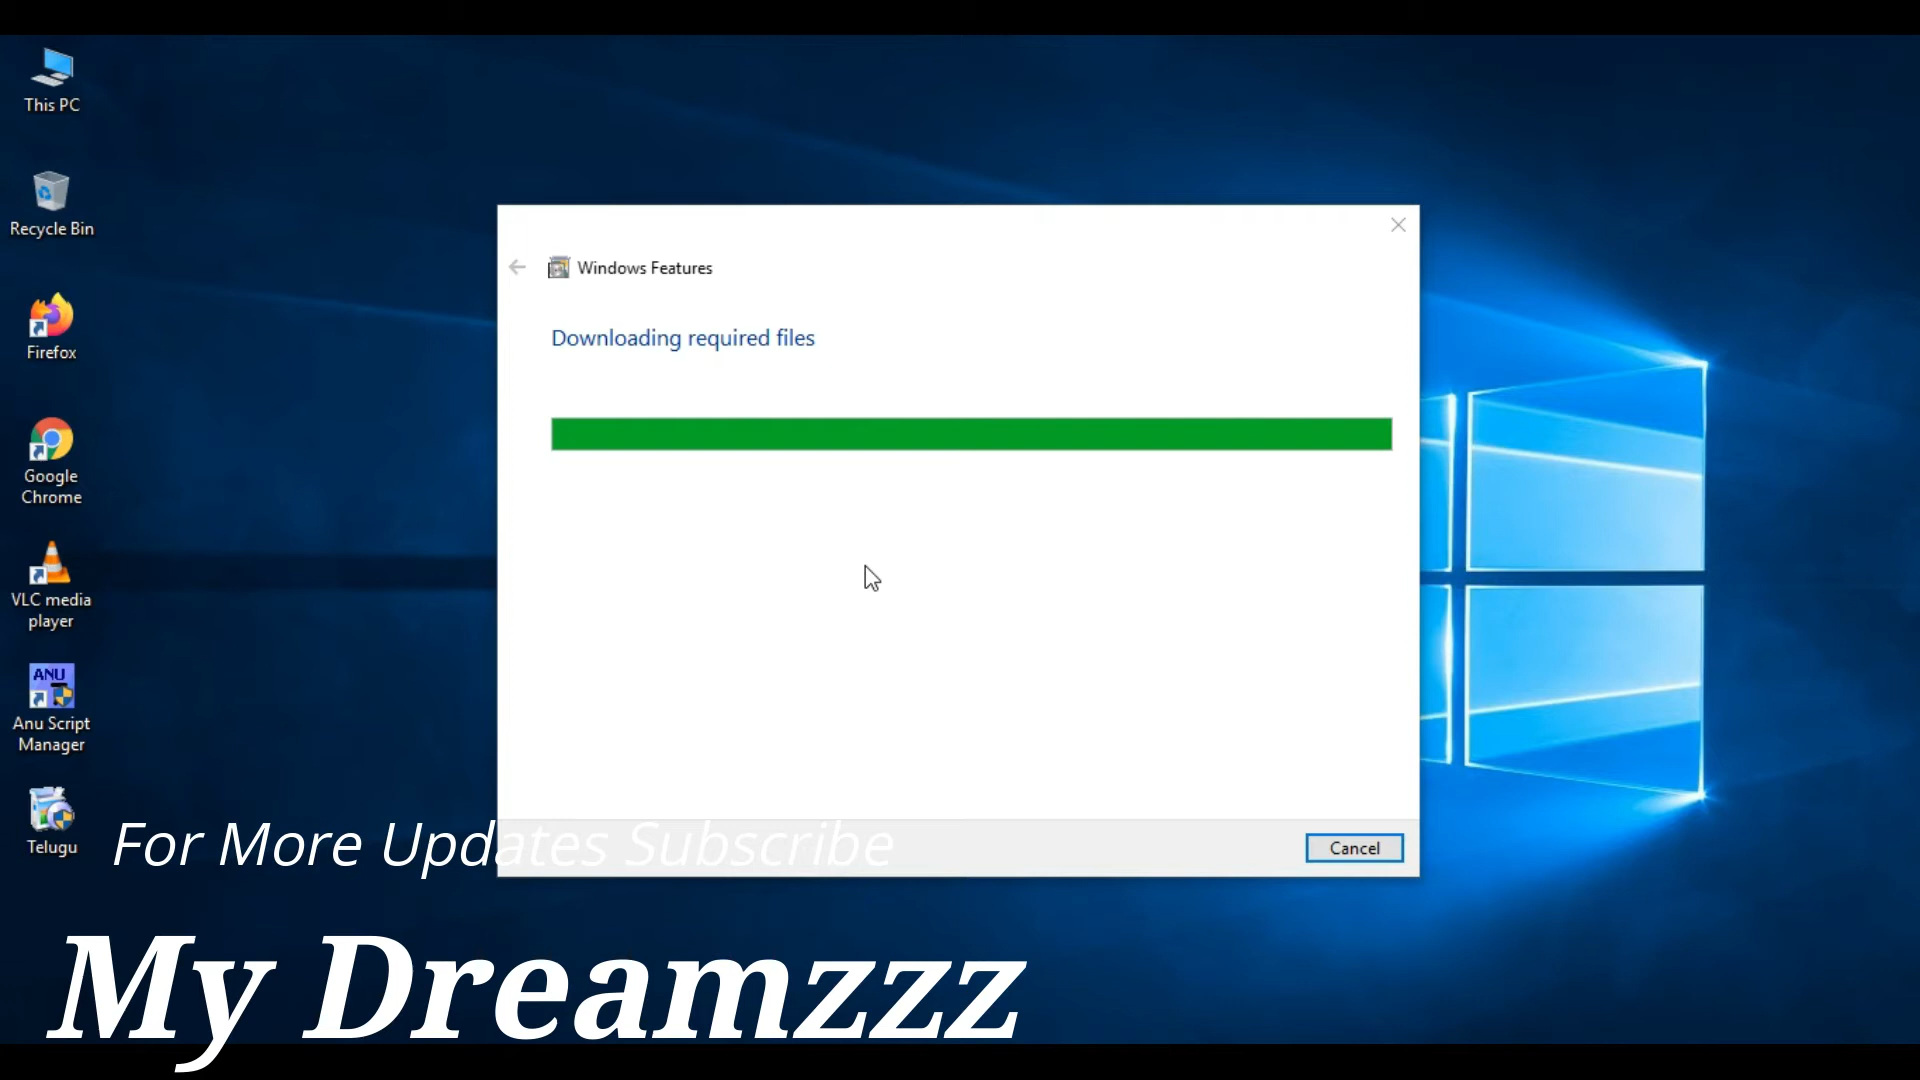 This PC
Recycle Bin
Firefox
Google
Chrome
VLC media
player
ANU
Anu Script
Manager
Telugu
Windows Features
Downloading required files
Cancel
For More Updates Subscribe
My Dreamzzz